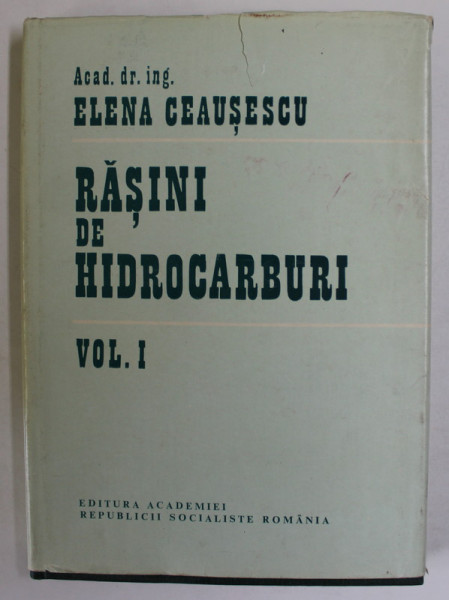 Acad. dr. ing.
ELENA CEAUȘESCU
RĂȘINI
DE
HIDROCARBURI
VOL. I
EDITURA ACADEMIEI
REPUBLICII SOCIALISTE ROMÂNIA